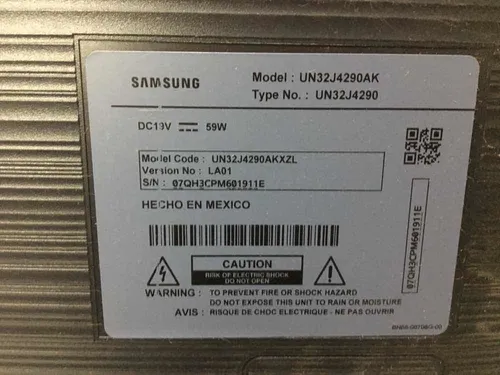 SAMSUNG
Model : UN32J4290AK
Type No. : UN32J4290
DC19V 59W
Model Code : UN32J4290AKXZL
Version No : LA01
S/N : 07QH3CPM601911E
HECHO EN MEXICO
07QH3CPM601911E
CAUTION
RISK OF ELECTRIC SHOCK
DO NOT OPEN
WARNING : TO PREVENT FIRE OR SHOCK HAZARD
DO NOT EXPOSE THIS UNIT TO RAIN OR MOISTURE
AVIS : RISQUE DE CHOC ELECTRIQUE - NE PAS OUVRIR